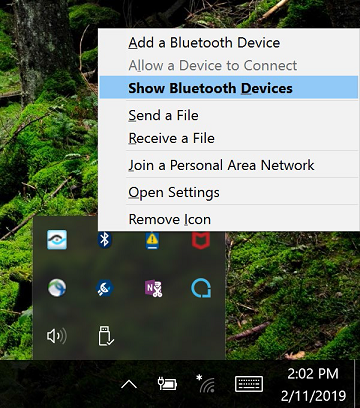 Add a Bluetooth Device
Allow a Device to Connect
Show Bluetooth Devices
Send a File
Receive a File
Join a Personal Area Network
Open Settings
Remove Icon
2:02 PM
2/11/2019